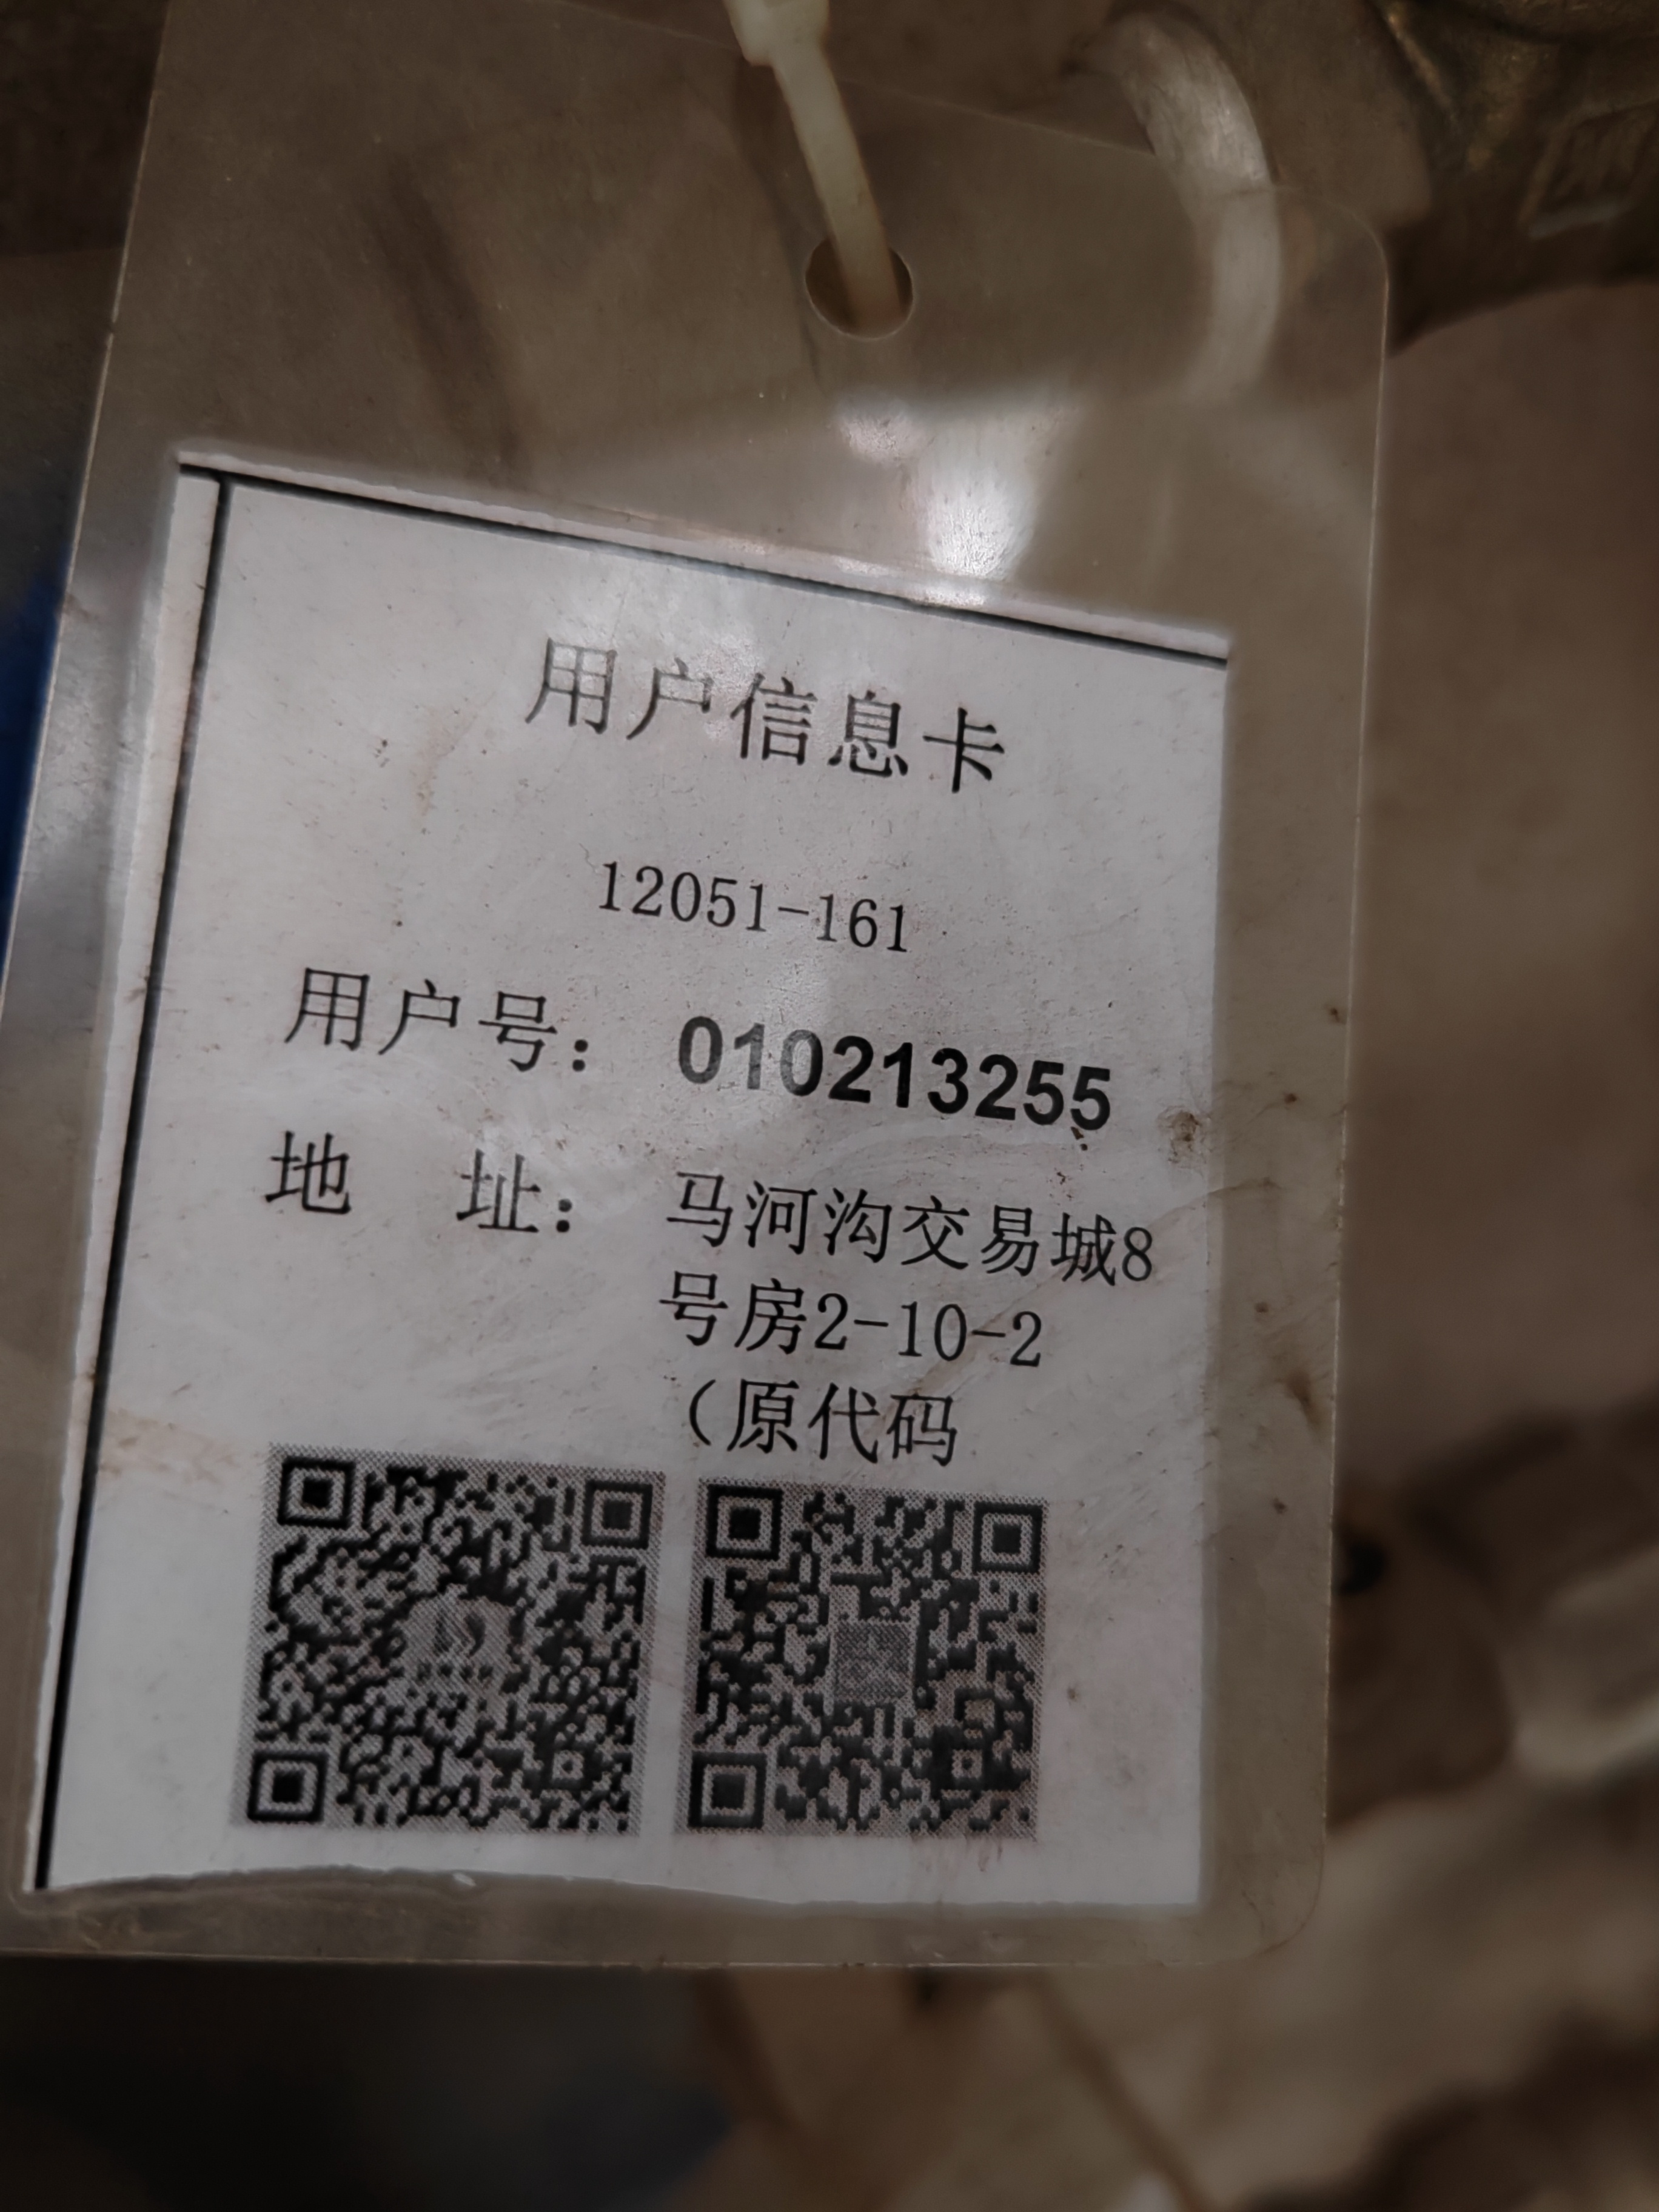 用户信息卡
12051-161
用户号： 010213255
地 址： 马河沟交易城8
号房2-10-2
（原代码